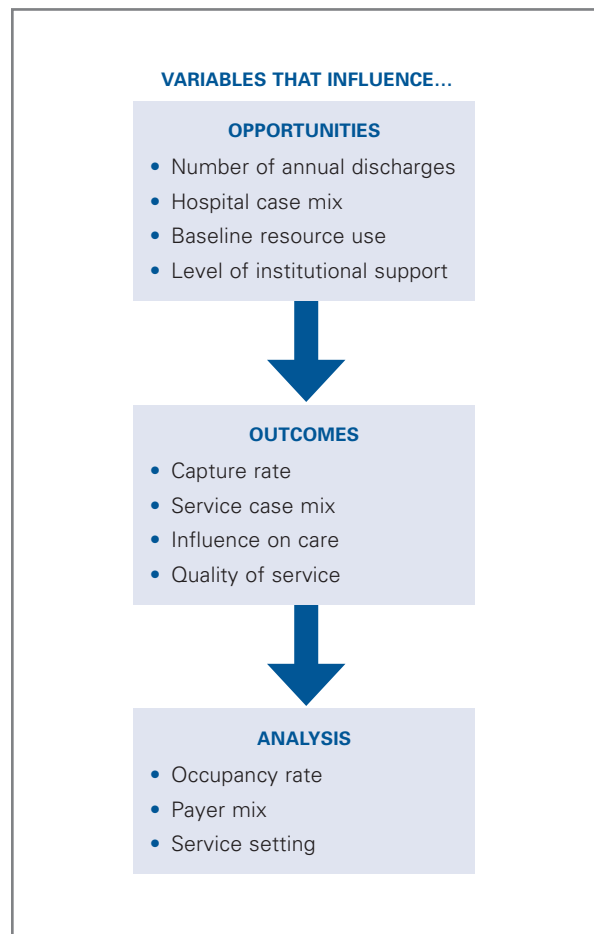 VARIABLES THAT INFLUENCE...
OPPORTUNITIES
• Number of annual discharges
• Hospital case mix
• Baseline resource use
• Level of institutional support
OUTCOMES
• Capture rate
• Service case mix
• Influence on care
• Quality of service
ANALYSIS
• Occupancy rate
• Payer mix
• Service setting